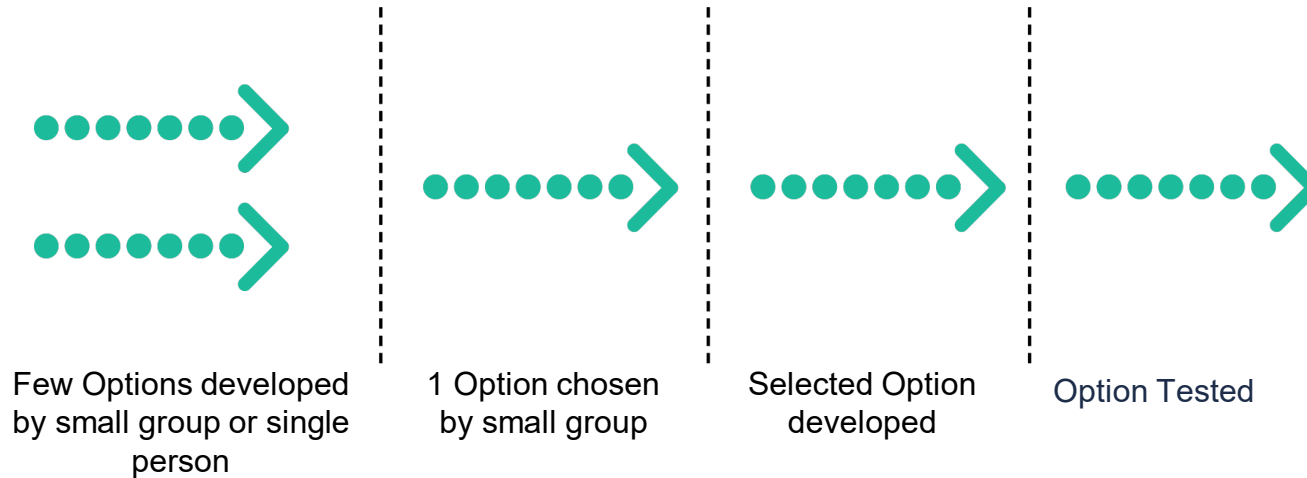 Few Options developed
by small group or single
person
1 Option chosen
by small group
Selected Option
developed
Option Tested